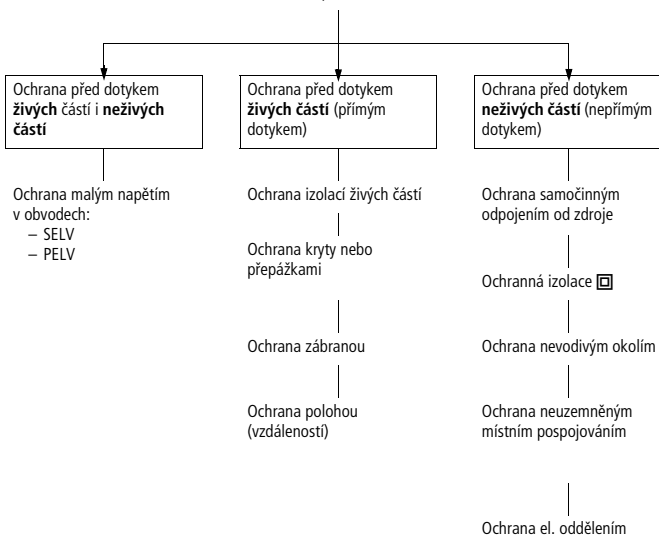 Ochrana před dotykem
živých částí i neživých
částí
Ochrana malým napětím
v obvodech:
– SELV
– PELV
Ochrana před dotykem
živých částí (přímým
dotykem)
Ochrana izolací živých částí
Ochrana kryty nebo
přepážkami
Ochrana zábranou
Ochrana polohou
(vzdáleností)
Ochrana před dotykem
neživých částí (nepřímým
dotykem)
Ochrana samočinným
odpojením od zdroje
Ochranná izolace
Ochrana nevodivým okolím
Ochrana neuzemněným
místním pospojováním
Ochrana el. oddělením